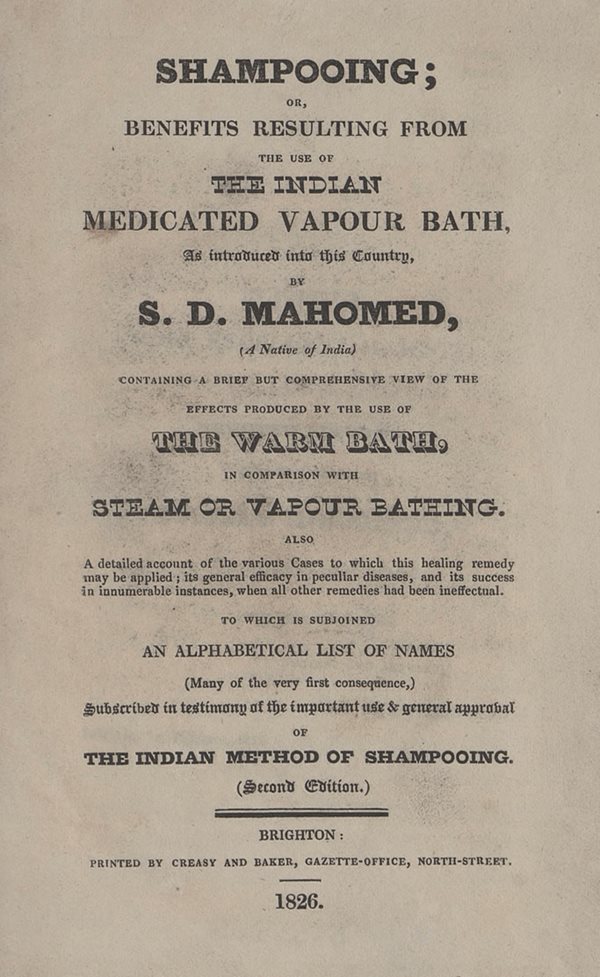 SHAMPOOING;
OR,
BENEFITS RESULTING FROM
THE USE OF
THE INDIAN
MEDICATED VAPOUR BATH,
As introduced into this Country,
BY
S. D. MAHOMED,
(A Native of India)
CONTAINING A BRIEF BUT COMPREHENSIVE VIEW OF THE
EFFECTS PRODUCED BY THE USE OF
THE WARM BATH,
IN COMPARISON WITH
STEAM OR VAPOUR BATHING.
ALSO
A detailed account of the various Cases to which this healing remedy
may be applied; its general efficacy in peculiar diseases, and its success
in innumerable instances, when all other remedies had been ineffectual.
TO WHICH IS SUBJOINED
AN ALPHABETICAL LIST OF NAMES
(Many of the very first consequence,)
Subscribed in testimony of the important use & general approval
OF
THE INDIAN METHOD OF SHAMPOOING.
(Second Edition.)
BRIGHTON:
PRINTED BY CREASY AND BAKER, GAZETTE-OFFICE, NORTH-STREET.
1826.